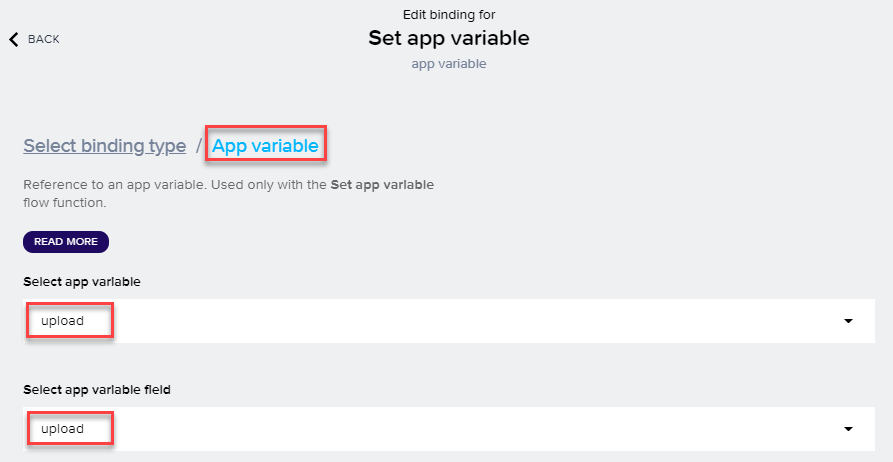 Edit binding for
BACK
Set app variable
app variable
Select binding type / App variable
Reference to an app variable. Used only with the Set app variable
flow function.
READ MORE
Select app variable
upload
Select app variable field
upload